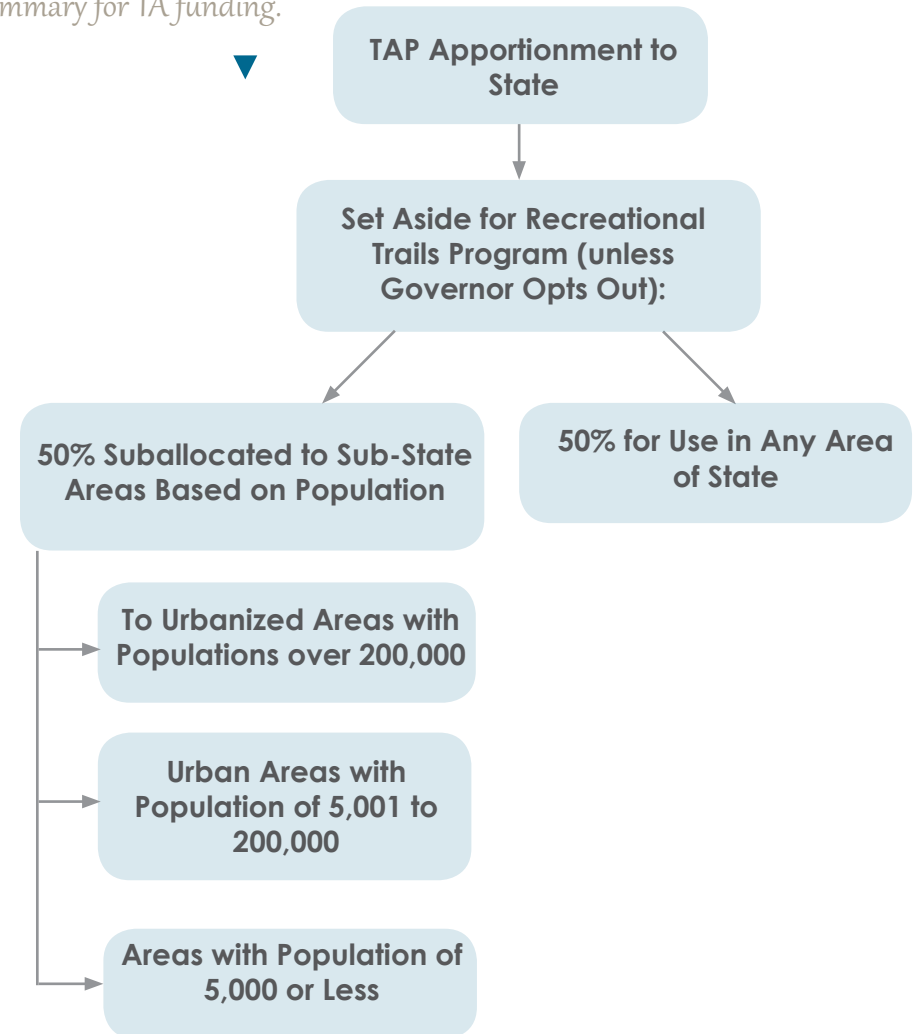 for TA funding.
TAP Apportionment to
State
Set Aside for Recreational
Trails Program (unless
Governor Opts Out):
50% Suballocated to Sub-State
Areas Based on Population
50% for Use in Any Area
of State
To Urbanized Areas with
Populations over 200,000
Urban Areas with
Population of 5,001 to
200,000
Areas with Population of
5,000 or Less